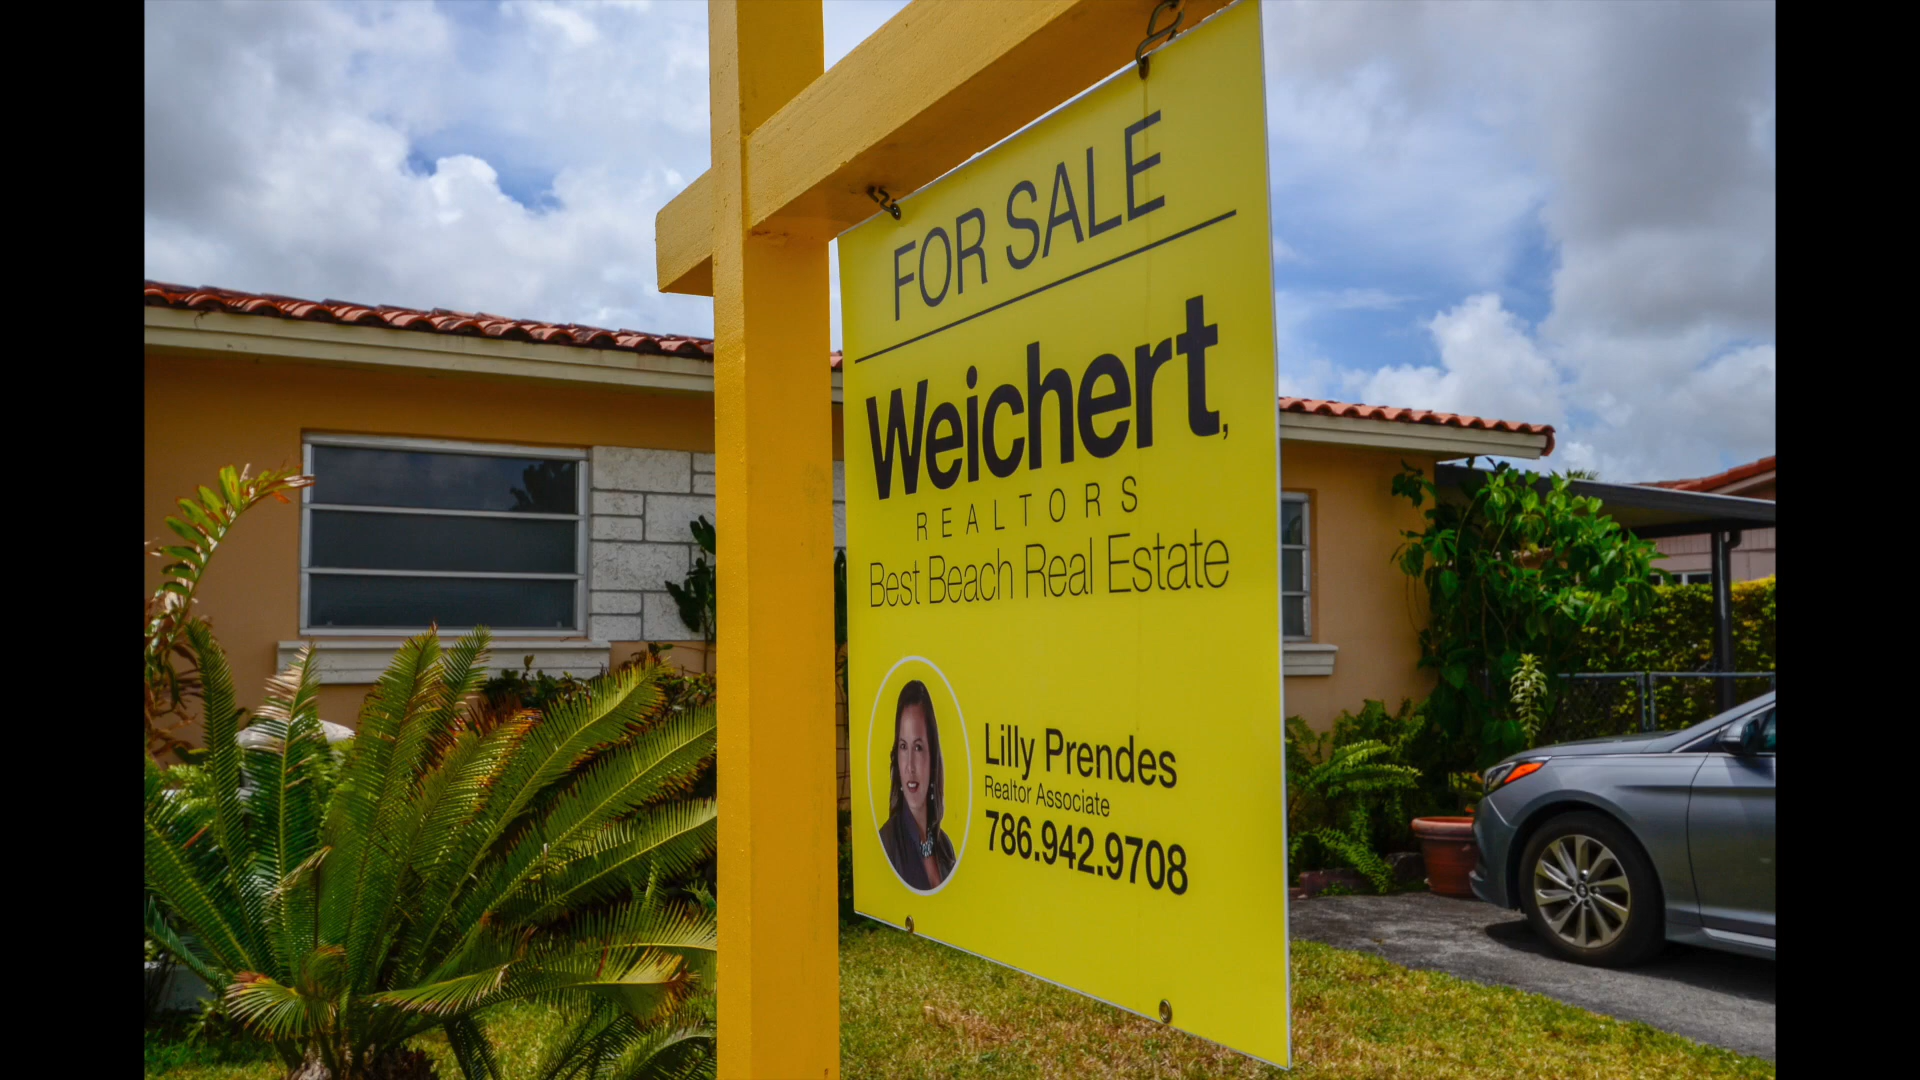 FOR SALE
Weichert,
REALTORS
Best Beach Real Estate
Lilly Prendes
Realtor Associate
786.942.9708